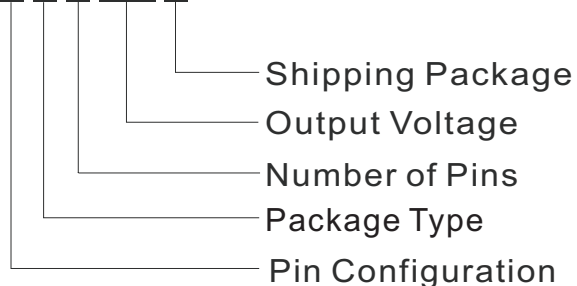 Shipping Package
Output Voltage
Number of Pins
Package Type
Pin Configuration